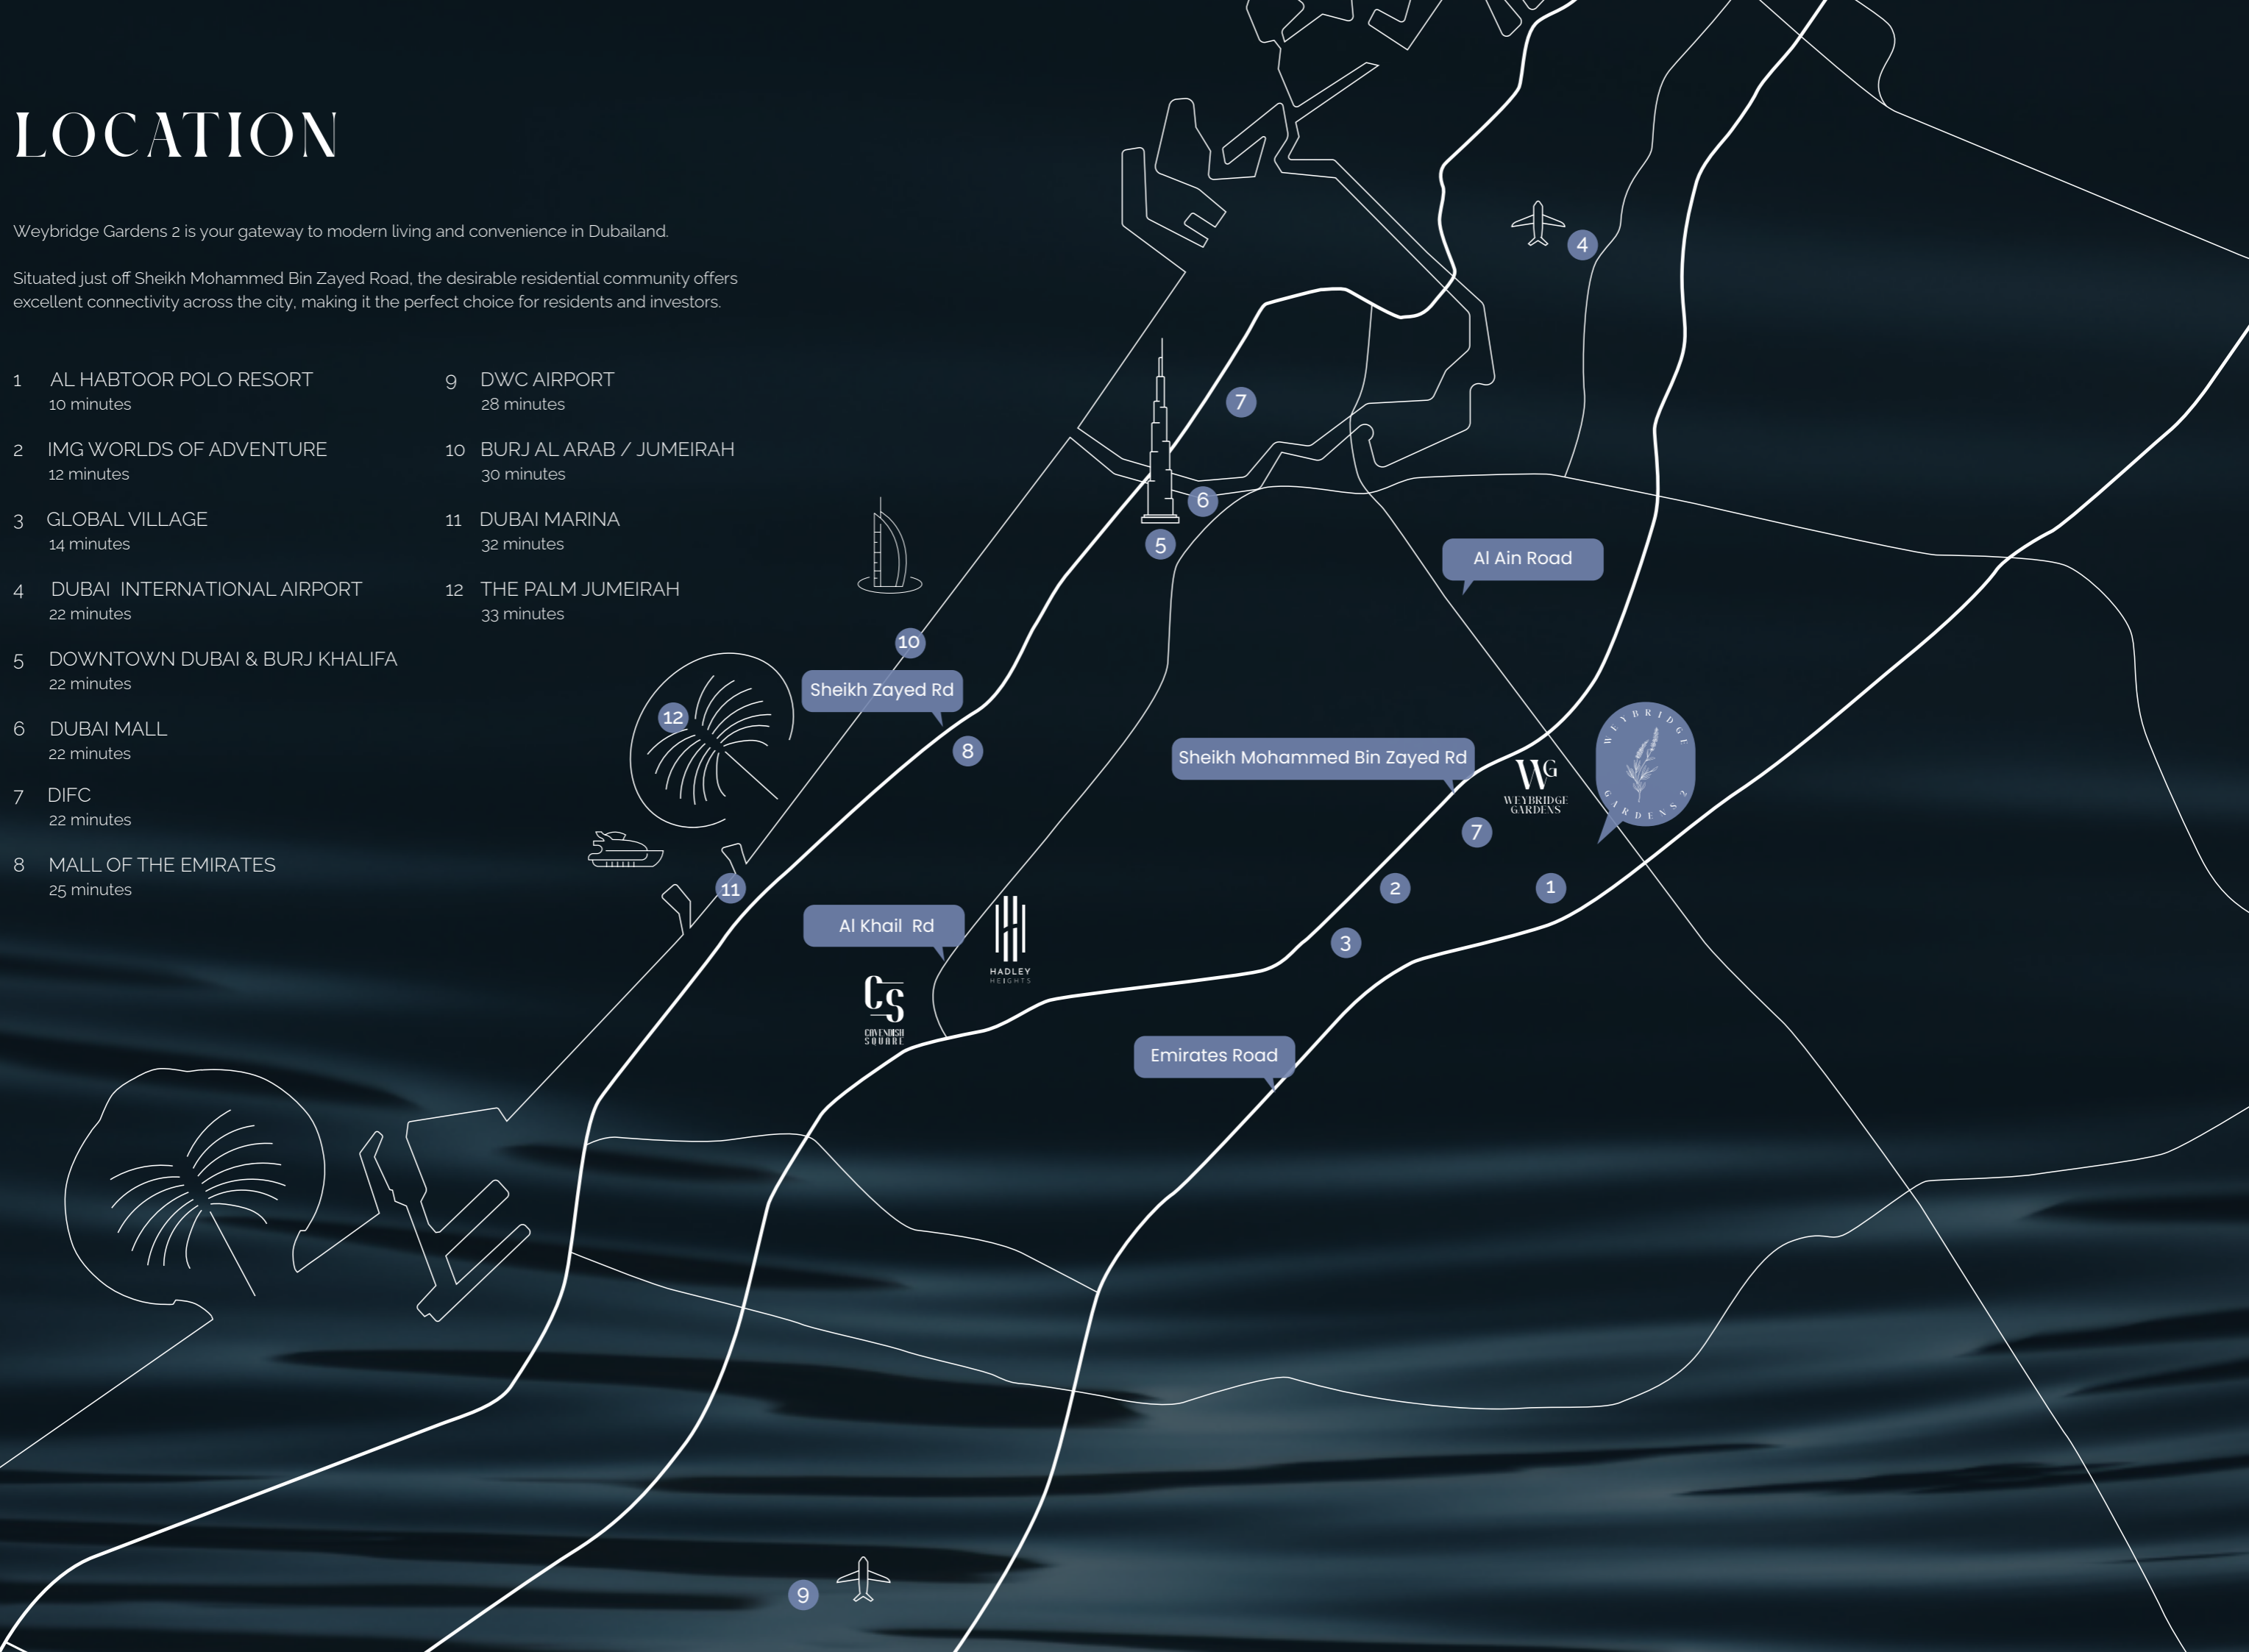 LOCATION
Weybridge Gardens 2 is your gateway to modern living and convenience in Dubailand.
Situated just off Sheikh Mohammed Bin Zayed Road, the desirable residential community offers
excellent connectivity across the city, making it the perfect choice for residents and investors.
1 AL HABTOOR POLO RESORT
10 minutes
2 IMG WORLDS OF ADVENTURE
12 minutes
3 GLOBAL VILLAGE
14 minutes
4 DUBAI INTERNATIONAL AIRPORT
22 minutes
5 DOWNTOWN DUBAI & BURJ KHALIFA
22 minutes
6 DUBAI MALL
22 minutes
7 DIFC
22 minutes
8 MALL OF THE EMIRATES
25 minutes
9 DWC AIRPORT
28 minutes
10 BURJ AL ARAB / JUMEIRAH
30 minutes
11 DUBAI MARINA
32 minutes
12 THE PALM JUMEIRAH
33 minutes
4
7
6
5
Al Ain Road
10
Sheikh Zayed Rd
12
8
Sheikh Mohammed Bin Zayed Rd
WG
WEYBRIDGE
GARDENS
WEYBRIDGE
GARDENS 2
7
11
2
1
Al Khail Rd
3
HADLEY
HEIGHTS
CS
CAVENDISH
SQUARE
Emirates Road
9